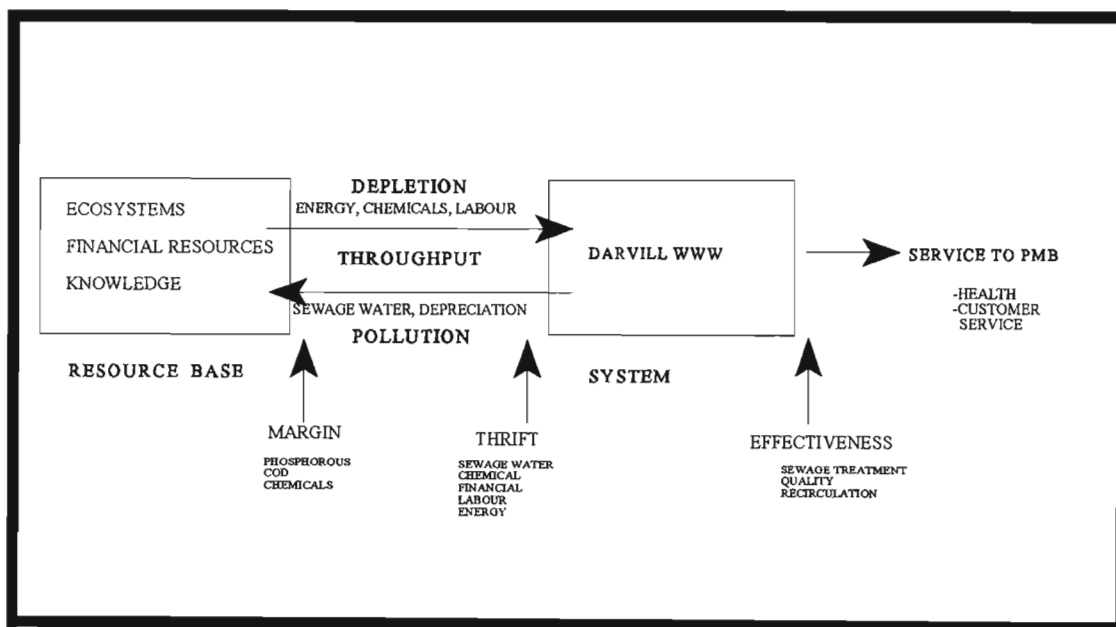 ECOSYSTEMS
FINANCIAL RESOURCES
KNOWLEDGE
RESOURCE BASE
DEPLETION
ENERGY, CHEMICALS, LABOUR
THROUGHPUT
SEWAGE WATER, DEPRECIATION
POLLUTION
DARVILL WWW
SYSTEM
SERVICE TO PMB
-HEALTH
-CUSTOMER
SERVICE
MARGIN
PHOSPHOROUS
COD
CHEMICALS
THRIFT
SEWAGE WATER
CHEMICAL
FINANCIAL
LABOUR
ENERGY
EFFECTIVENESS
SEWAGE TREATMENT
QUALITY
RECIRCULATION